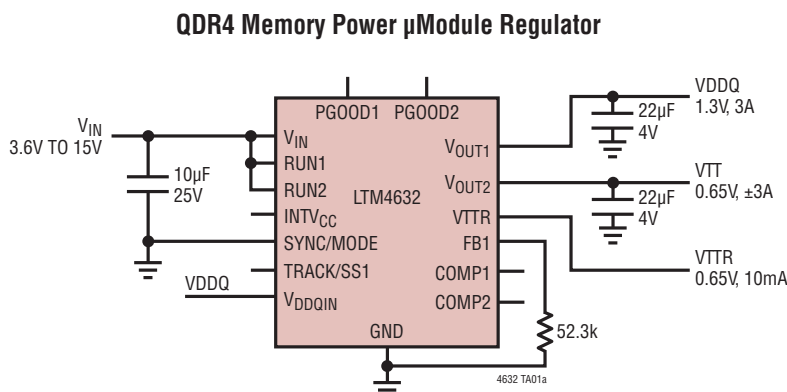 QDR4 Memory Power µModule Regulator
PGOOD1 PGOOD2
VIN
3.6V TO 15V
10µF
25V
VDDQ
VIN
RUN1
RUN2
INTVCC
SYNC/MODE
TRACK/SS1
VDDQIN
LTM4632
GND
VOUT1
VOUT2
VTTR
FB1
COMP1
COMP2
22µF
4V
VDDQ
1.3V, 3A
22µF
4V
VTT
0.65V, ±3A
VTTR
0.65V, 10mA
52.3k
4632 TA01a